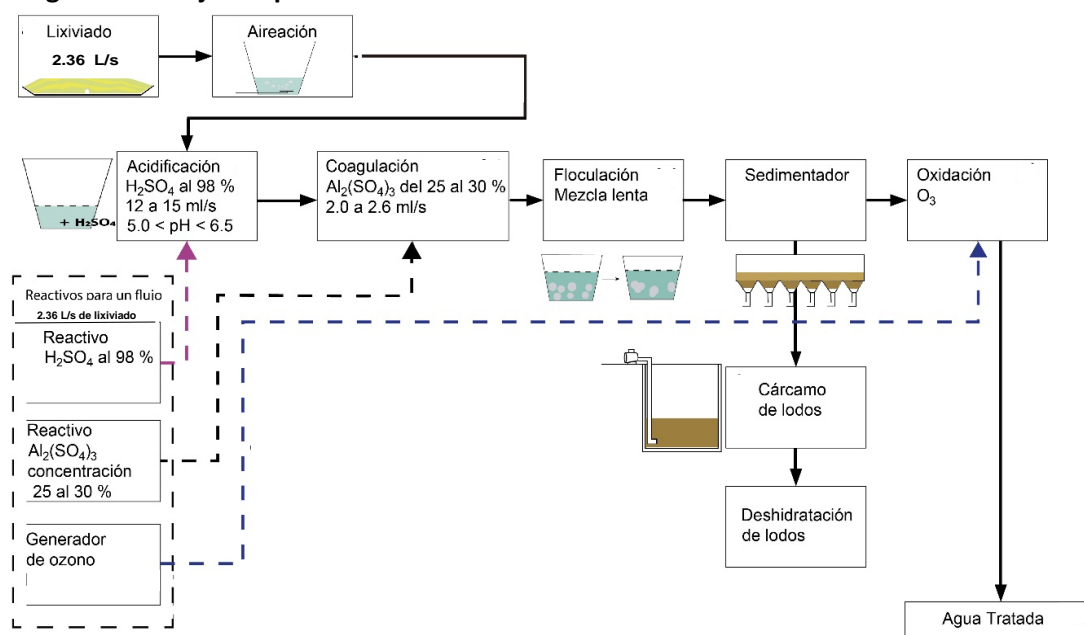 Lixiviado
2.36 L/s
Aireación
Acidificación
H₂SO₄ al 98 %
12 a 15 ml/s
5.0 < pH < 6.5
+ H₂SO₄
Coagulación
Al₂(SO₄)₃ del 25 al 30 %
2.0 a 2.6 ml/s
Floculación
Mezcla lenta
Sedimentador
Oxidación
O₃
Reactivos para un flujo
2.36 L/s de lixiviado
Reactivo
H₂SO₄ al 98 %
Reactivo
Al₂(SO₄)₃
concentración
25 al 30 %
Generador
de ozono
Cárcamo
de lodos
Deshidratación
de lodos
Agua Tratada